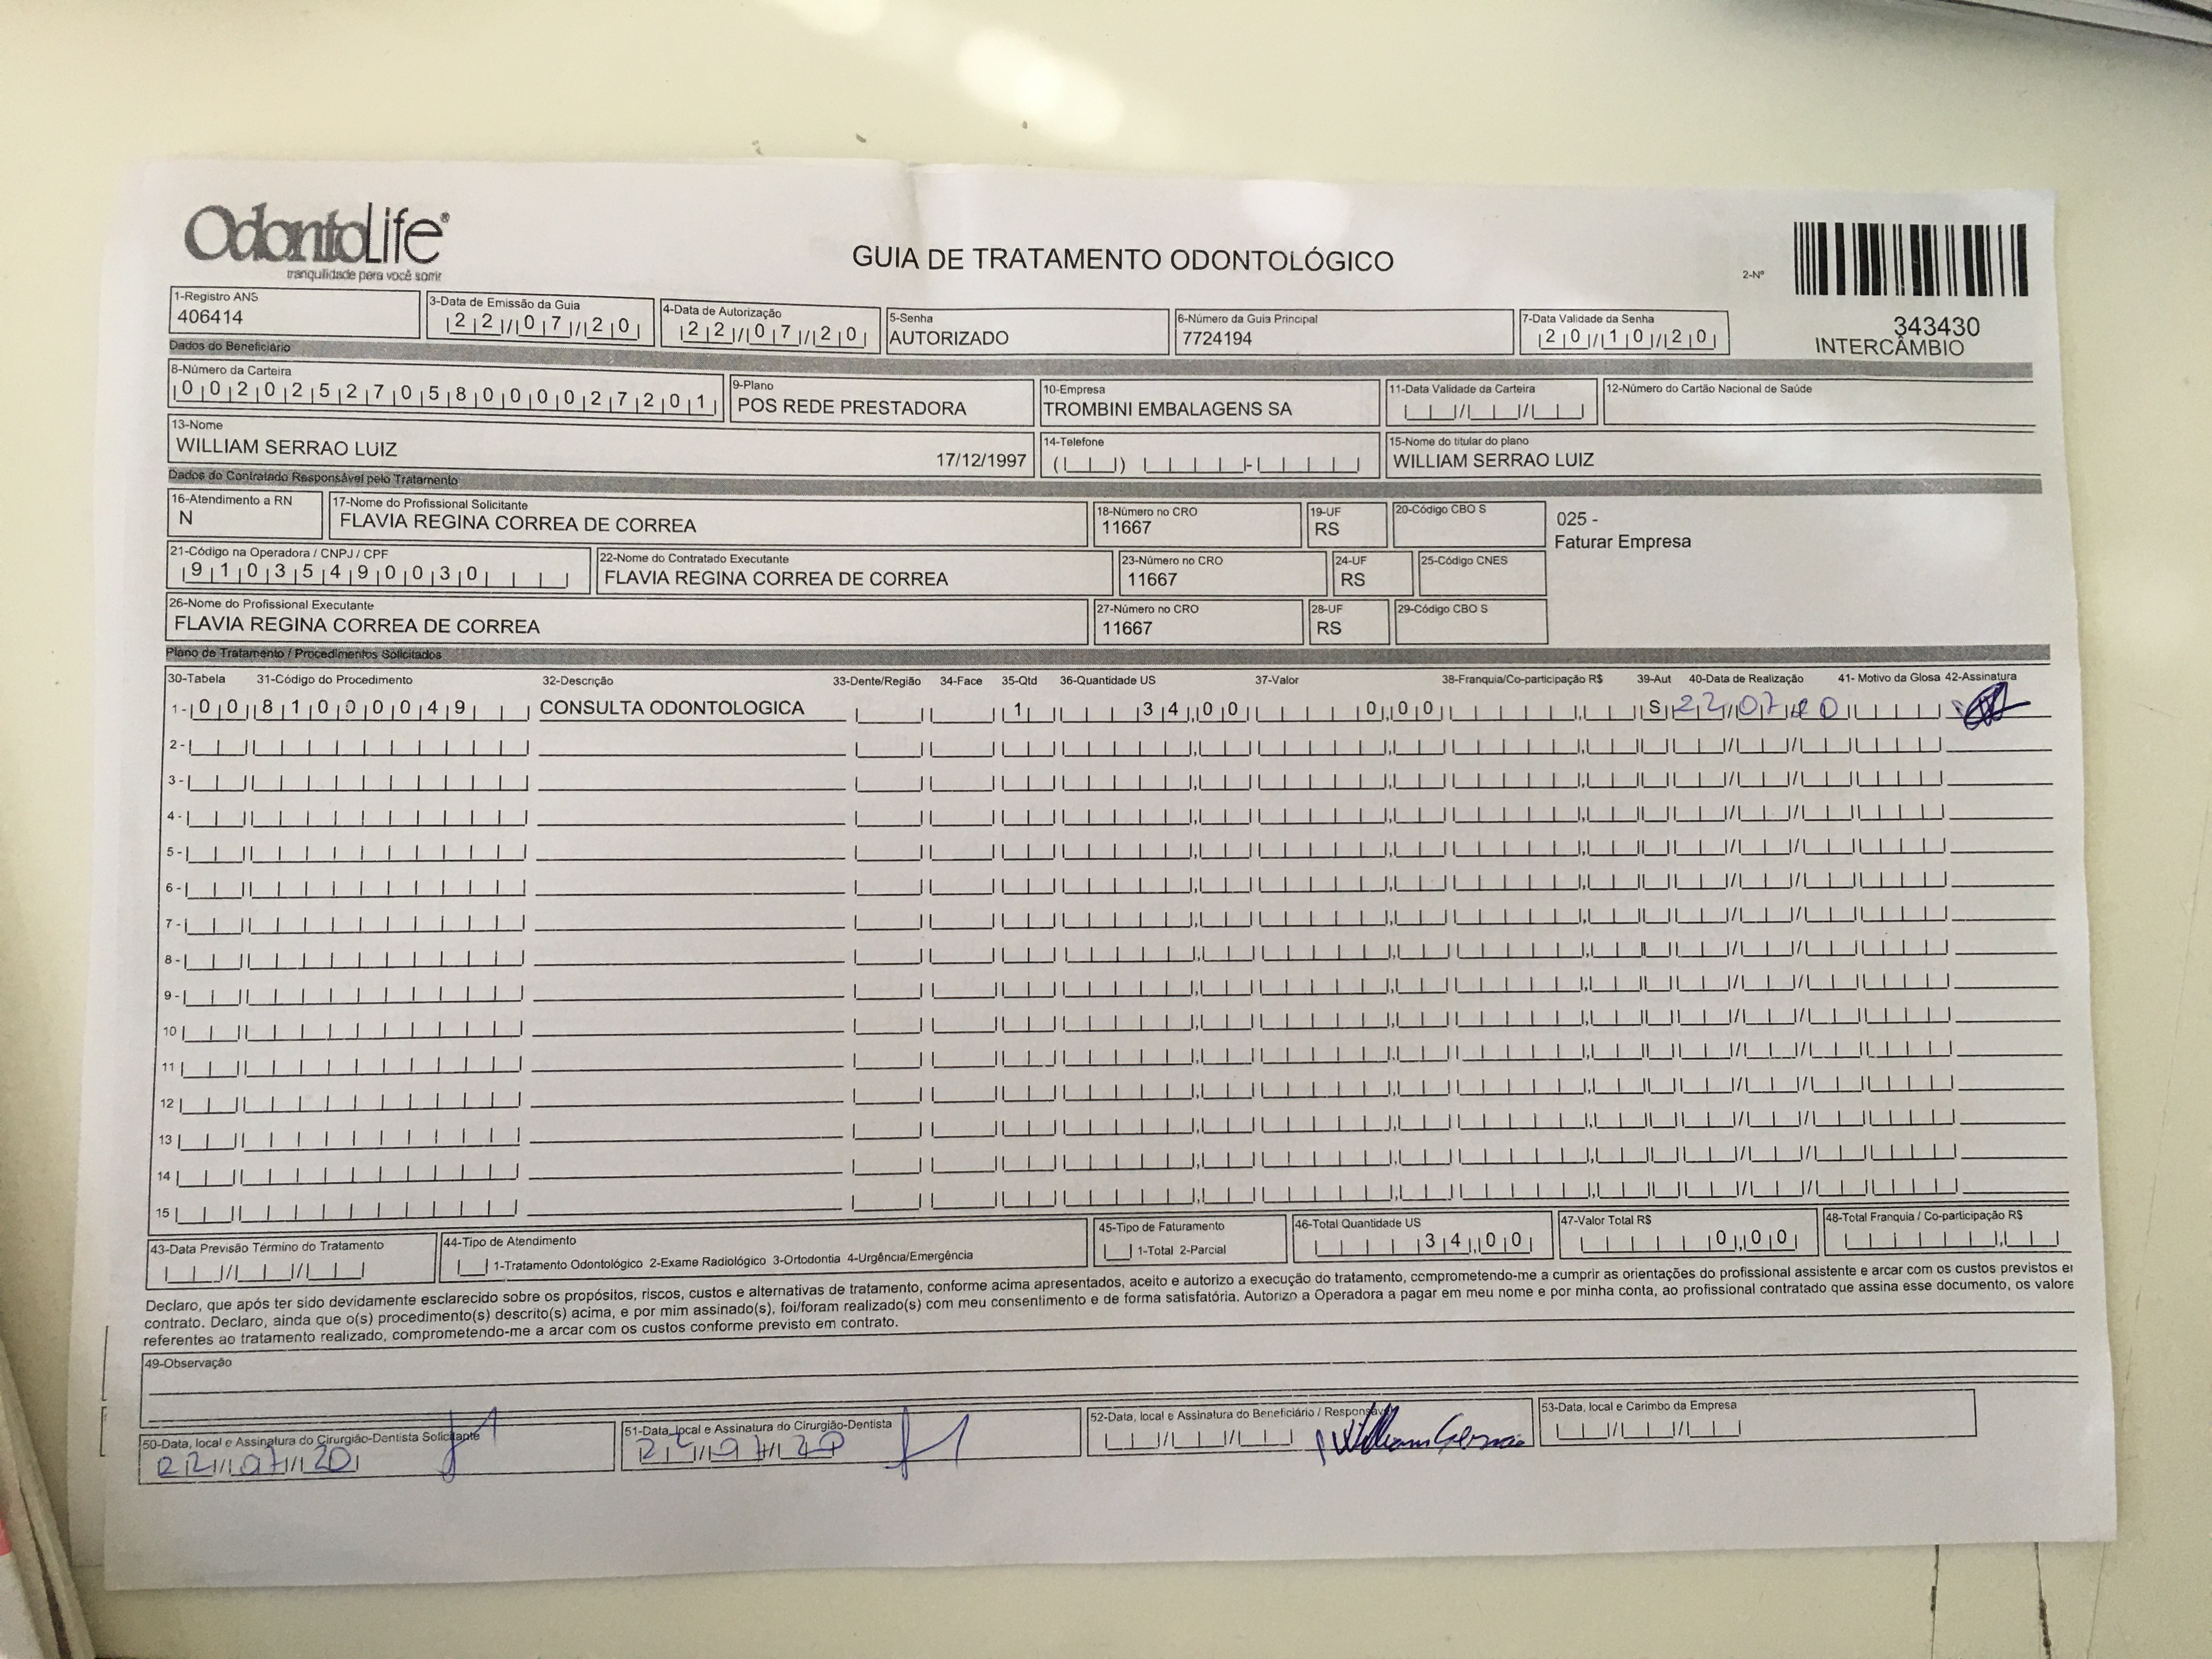 OdontoLife®
tranquilidade para você sorrir
GUIA DE TRATAMENTO ODONTOLÓGICO
2-Nº
343430
INTERCÂMBIO
1-Registro ANS
406414
3-Data de Emissão da Guia
22/07/20
4-Data de Autorização
22/07/20
5-Senha
AUTORIZADO
6-Número da Guia Principal
7724194
7-Data Validade da Senha
20/10/20
Dados do Beneficiário
8-Número da Carteira
00202527058000027201
9-Plano
POS REDE PRESTADORA
10-Empresa
TROMBINI EMBALAGENS SA
11-Data Validade da Carteira
12-Número do Cartão Nacional de Saúde
13-Nome
WILLIAM SERRAO LUIZ 17/12/1997
14-Telefone
15-Nome do titular do plano
WILLIAM SERRAO LUIZ
Dados do Contratado Responsável pelo Tratamento
16-Atendimento a RN
N
17-Nome do Profissional Solicitante
FLAVIA REGINA CORREA DE CORREA
18-Número no CRO
11667
19-UF
RS
20-Código CBO S
025 -
Faturar Empresa
21-Código na Operadora / CNPJ / CPF
91035490030
22-Nome do Contratado Executante
FLAVIA REGINA CORREA DE CORREA
23-Número no CRO
11667
24-UF
RS
25-Código CNES
26-Nome do Profissional Executante
FLAVIA REGINA CORREA DE CORREA
27-Número no CRO
11667
28-UF
RS
29-Código CBO S
Plano de Tratamento / Procedimentos Solicitados
30-Tabela 31-Código do Procedimento 32-Descrição 33-Dente/Região 34-Face 35-Qtd 36-Quantidade US 37-Valor 38-Franquia/Co-participação R$ 39-Aut 40-Data de Realização 41- Motivo da Glosa 42-Assinatura
1- 00 81000049 CONSULTA ODONTOLOGICA 1 34,00 0,00 S 22/07/20
2-
3-
4-
5-
6-
7-
8-
9-
10
11
12
13
14
15
43-Data Previsão Término do Tratamento
44-Tipo de Atendimento
1-Tratamento Odontológico 2-Exame Radiológico 3-Ortodontia 4-Urgência/Emergência
45-Tipo de Faturamento
1-Total 2-Parcial
46-Total Quantidade US
34,00
47-Valor Total R$
0,00
48-Total Franquia / Co-participação R$
Declaro, que após ter sido devidamente esclarecido sobre os propósitos, riscos, custos e alternativas de tratamento, conforme acima apresentados, aceito e autorizo a execução do tratamento, comprometendo-me a cumprir as orientações do profissional assistente e arcar com os custos previstos e
contrato. Declaro, ainda que o(s) procedimento(s) descrito(s) acima, e por mim assinado(s), foi/foram realizado(s) com meu consentimento e de forma satisfatória. Autorizo a Operadora a pagar em meu nome e por minha conta, ao profissional contratado que assina esse documento, os valore
referentes ao tratamento realizado, comprometendo-me a arcar com os custos conforme previsto em contrato.
49-Observação
50-Data, local e Assinatura do Cirurgião-Dentista Solicitante
22/07/20
51-Data, local e Assinatura do Cirurgião-Dentista
52-Data, local e Assinatura do Beneficiário / Responsável
William Serrao
53-Data, local e Carimbo da Empresa